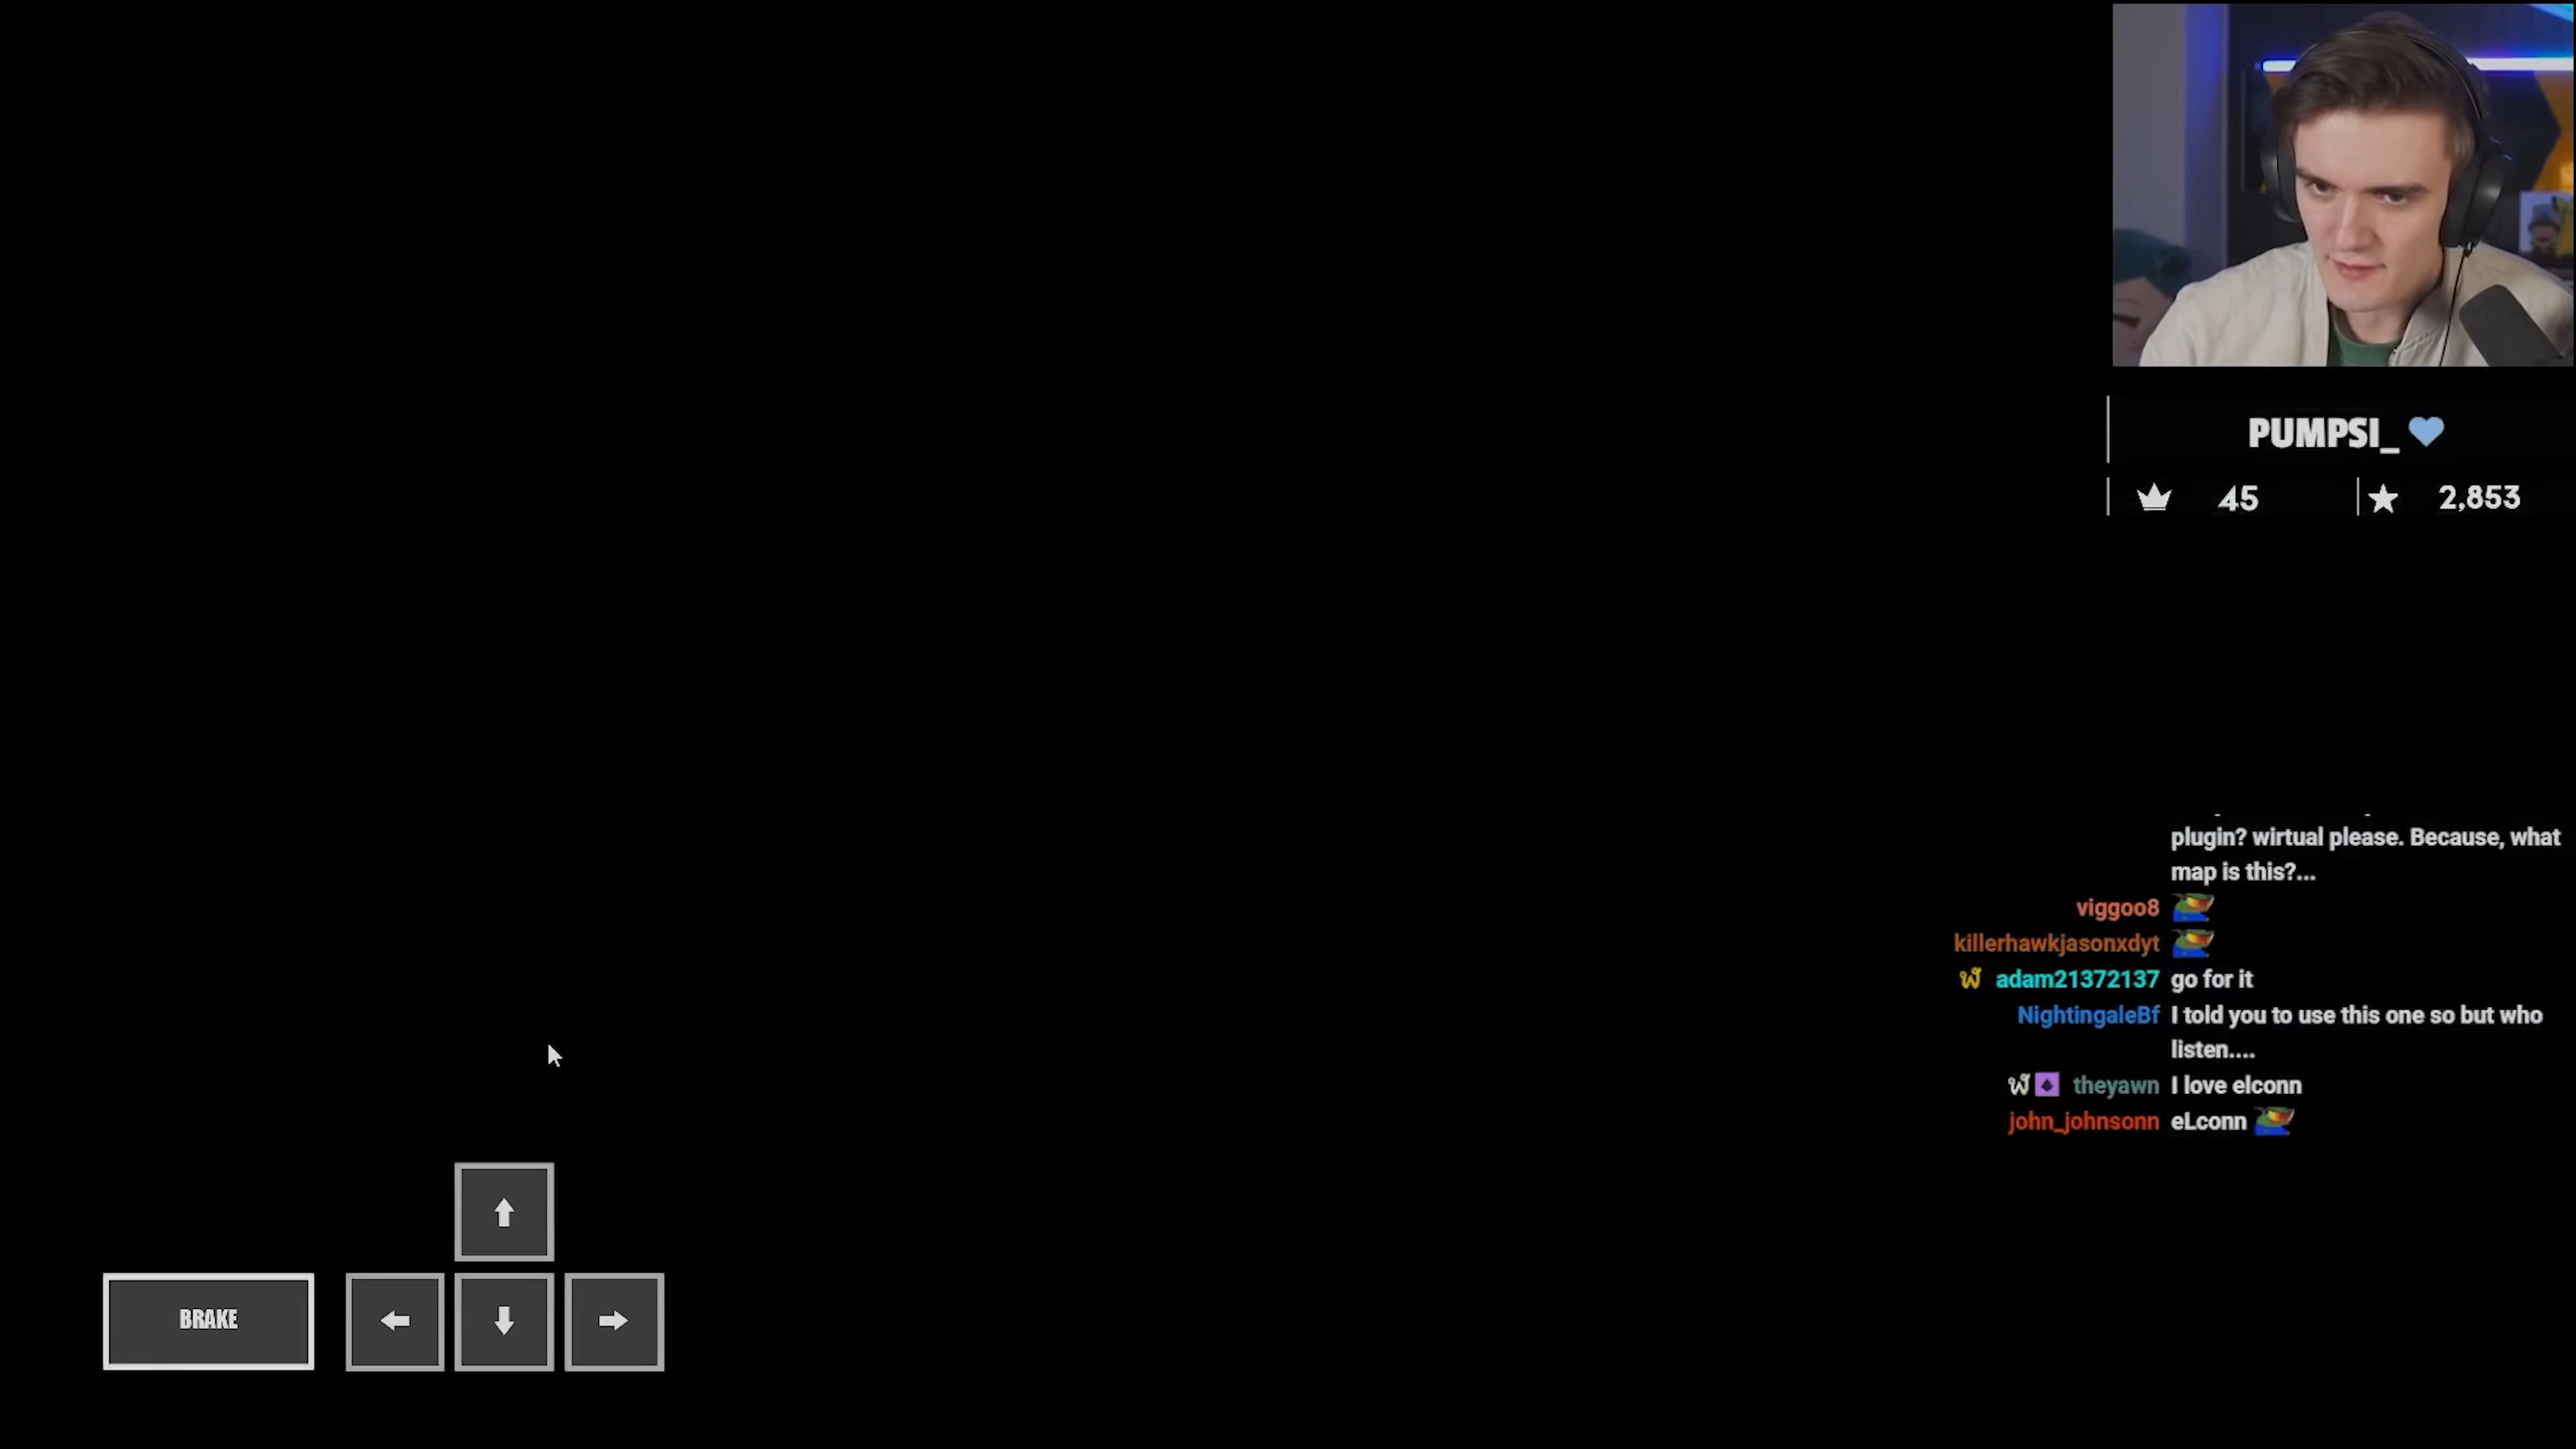 PUMPSI_
45
2,853
plugin? wirtual please. Because, what
map is this?...
viggoo8
killerhawkjasonxdyt
adam21372137 go for it
NightingaleBf I told you to use this one so but who
listen....
theyawn I love elconn
john_johnsonn eLconn
BRAKE